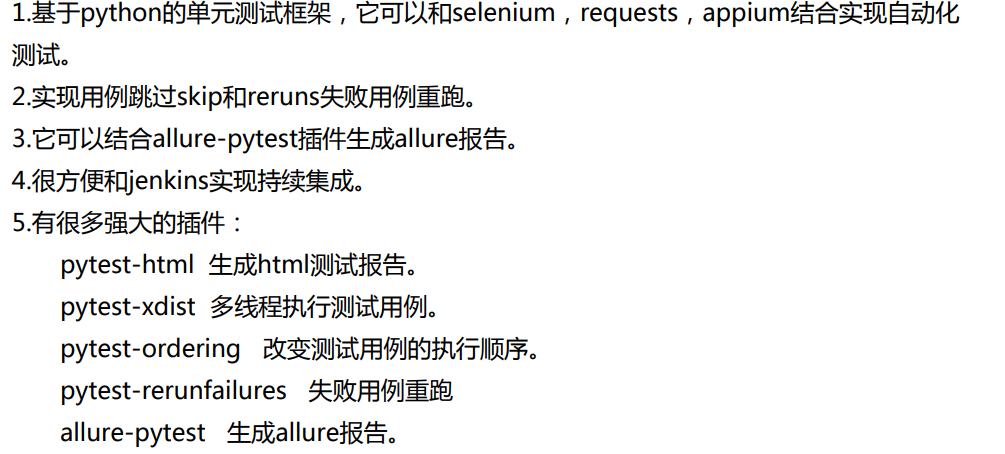 1.基于python的单元测试框架，它可以和selenium，requests，appium结合实现自动化
测试。
2.实现用例跳过skip和reruns失败用例重跑。
3.它可以结合allure-pytest插件生成allure报告。
4.很方便和jenkins实现持续集成。
5.有很多强大的插件：
pytest-html 生成html测试报告。
pytest-xdist 多线程执行测试用例。
pytest-ordering 改变测试用例的执行顺序。
pytest-rerunfailures 失败用例重跑
allure-pytest 生成allure报告。